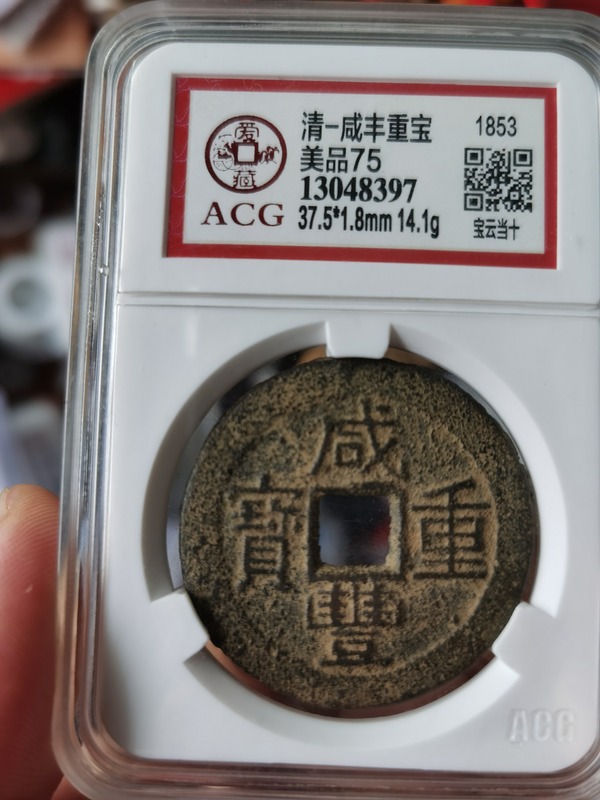 清一咸丰重宝 1853
美品75
13048397
ACG 37.5*1.8mm 14.1g
宝云当十
爱藏
咸豐重寶
ACG